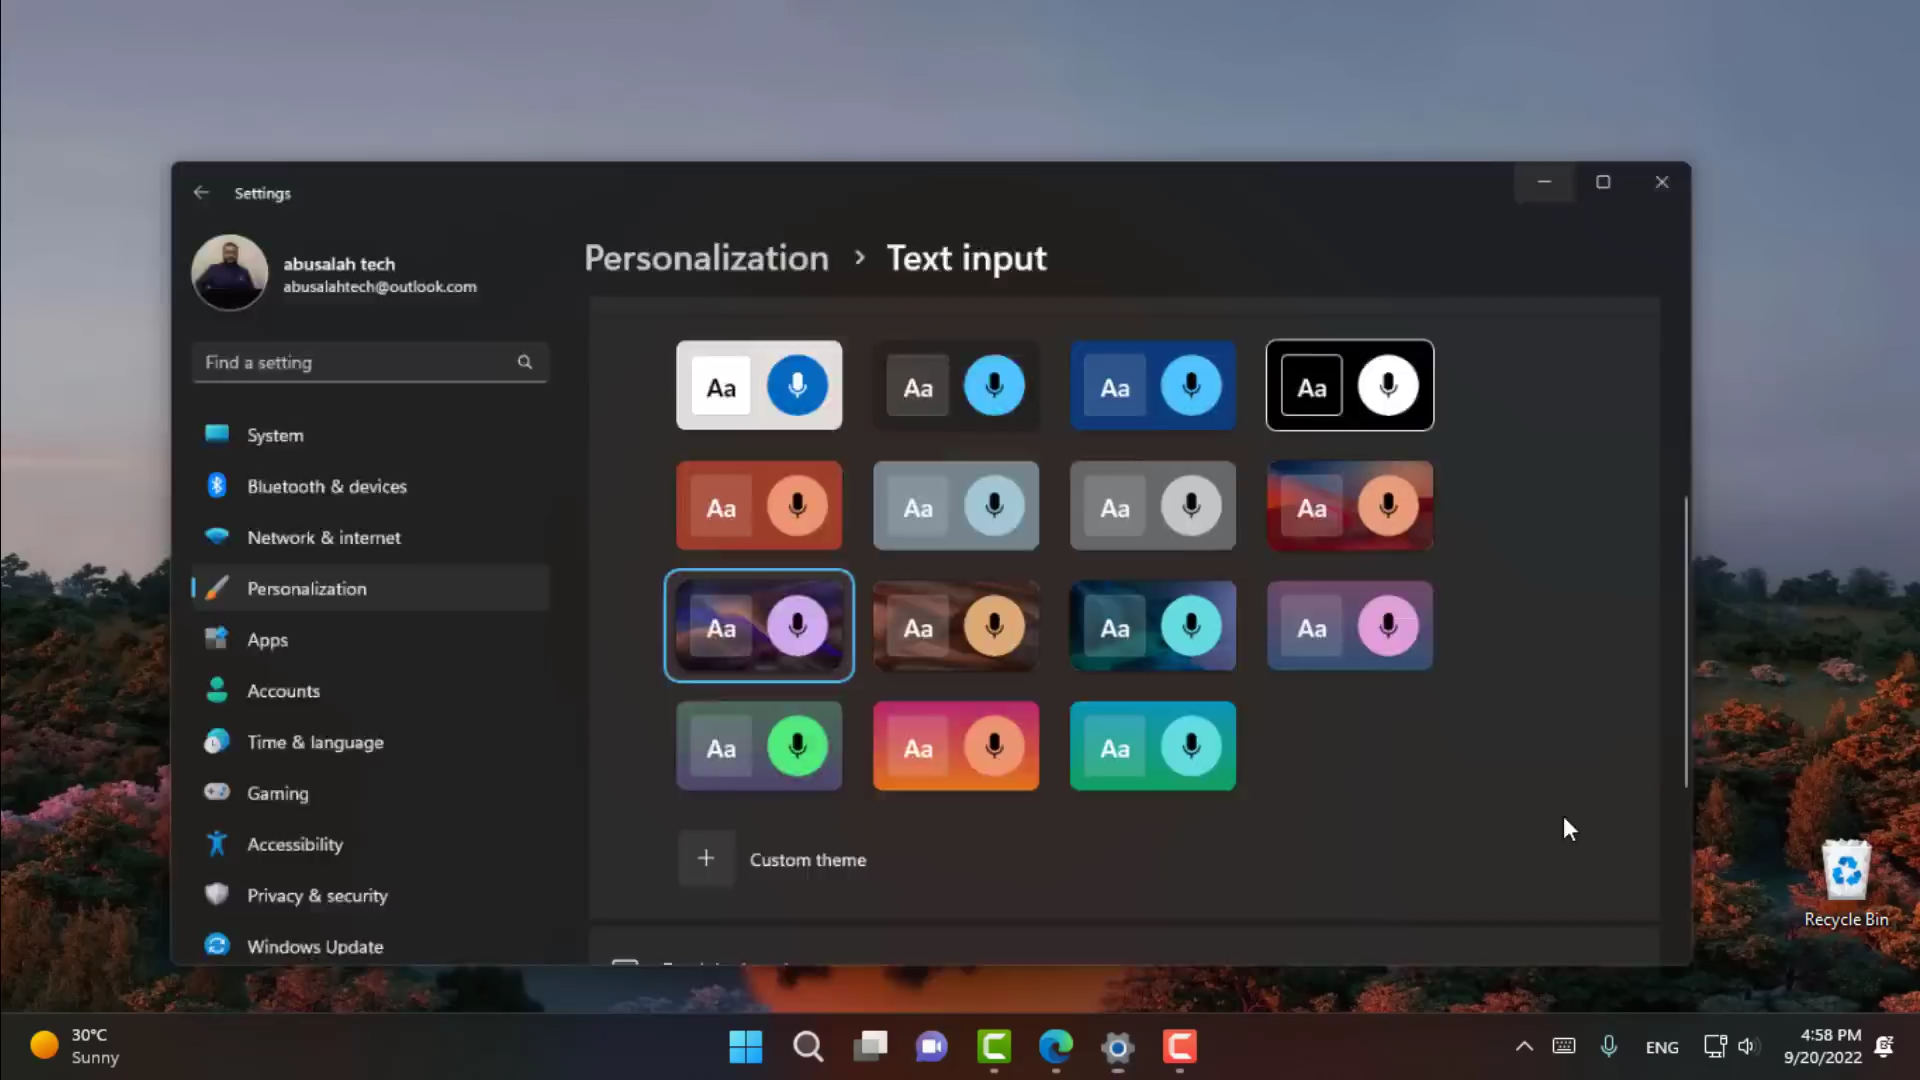 Settings
abusalah tech
abusalahtech@outlook.com
Find a setting
System
Bluetooth & devices
Network & internet
Personalization
Apps
Accounts
Time & language
Gaming
Accessibility
Privacy & security
Windows Update
Personalization > Text input
Aa Aa Aa Aa
Aa Aa Aa Aa
Aa Aa Aa Aa
Aa Aa Aa
+ Custom theme
Recycle Bin
30°C
Sunny
ENG
4:58 PM
9/20/2022